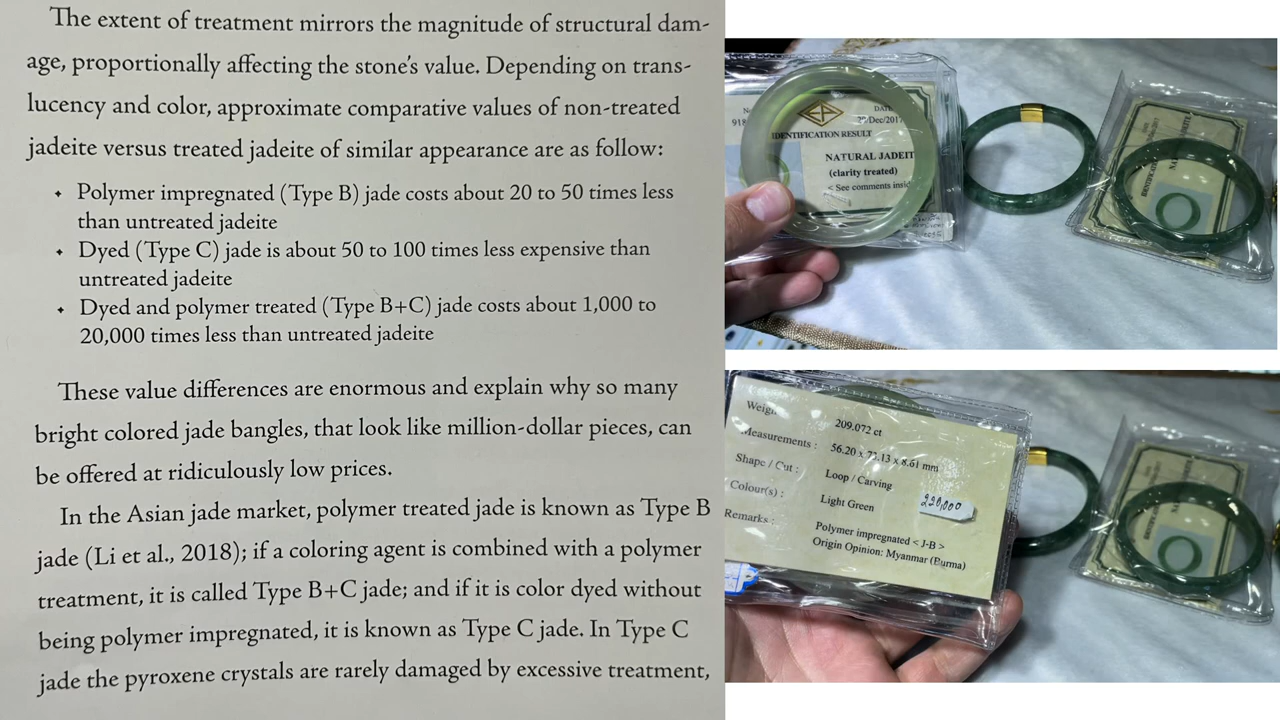 The extent of treatment mirrors the magnitude of structural dam-
age, proportionally affecting the stone's value. Depending on trans-
lucency and color, approximate comparative values of non-treated
jadeite versus treated jadeite of similar appearance are as follow:
Polymer impregnated (Type B) jade costs about 20 to 50 times less
than untreated jadeite
Dyed (Type C) jade is about 50 to 100 times less expensive than
untreated jadeite
Dyed and polymer treated (Type B+C) jade costs about 1,000 to
20,000 times less than untreated jadeite
These value differences are enormous and explain why so many
bright colored jade bangles, that look like million-dollar pieces, can
be offered at ridiculously low prices.
In the Asian jade market, polymer treated jade is known as Type B
jade (Li et al., 2018); if a coloring agent is combined with a polymer
treatment, it is called Type B+C jade; and if it is color dyed without
being polymer impregnated, it is known as Type C jade. In Type C
jade the pyroxene crystals are rarely damaged by excessive treatment,
918
IDENTIFICATION RESULT
NATURAL JADEIT
(clarity treated)
< See comments insid
209.072 ct
Measurements :
Shape / Cut : Loop / Carving
Colour(s) : Light Green
220,000
Remarks : Polymer impregnated < J-B >
Origin Opinion: Myanmar (Burma)